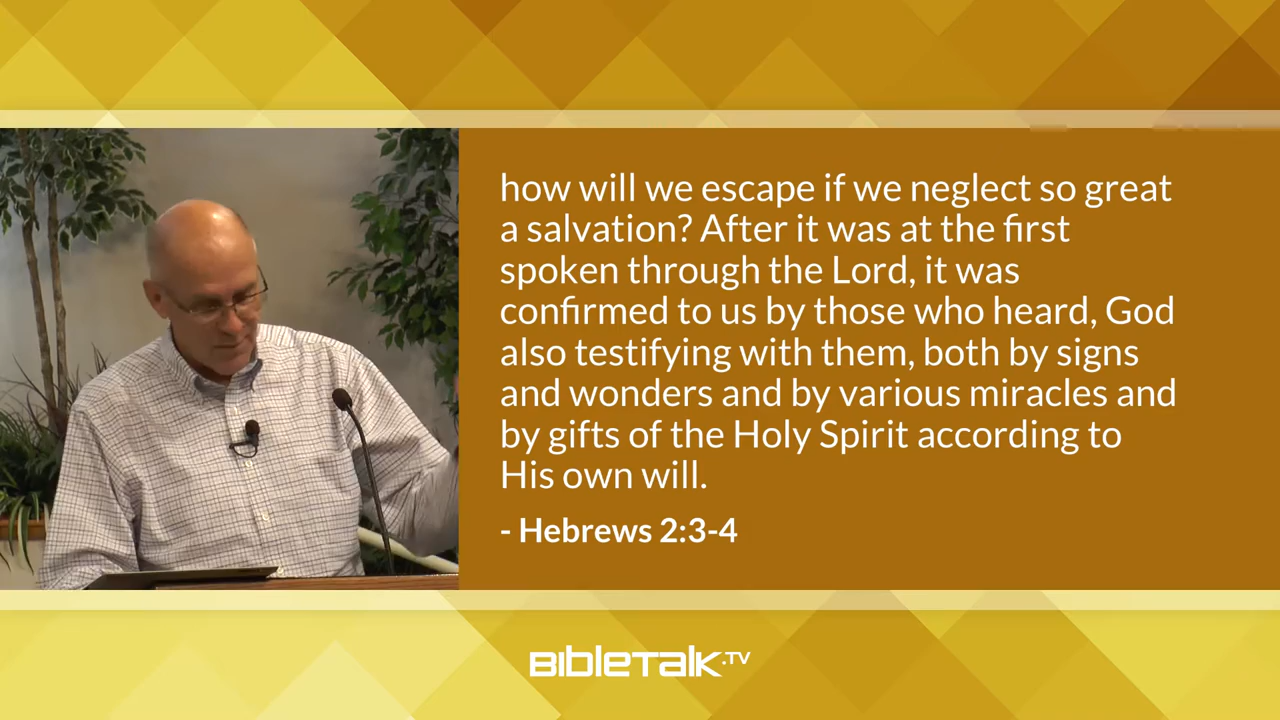 how will we escape if we neglect so great
a salvation? After it was at the first
spoken through the Lord, it was
confirmed to us by those who heard, God
also testifying with them, both by signs
and wonders and by various miracles and
by gifts of the Holy Spirit according to
His own will.
- Hebrews 2:3-4
BIBLETALK.TV